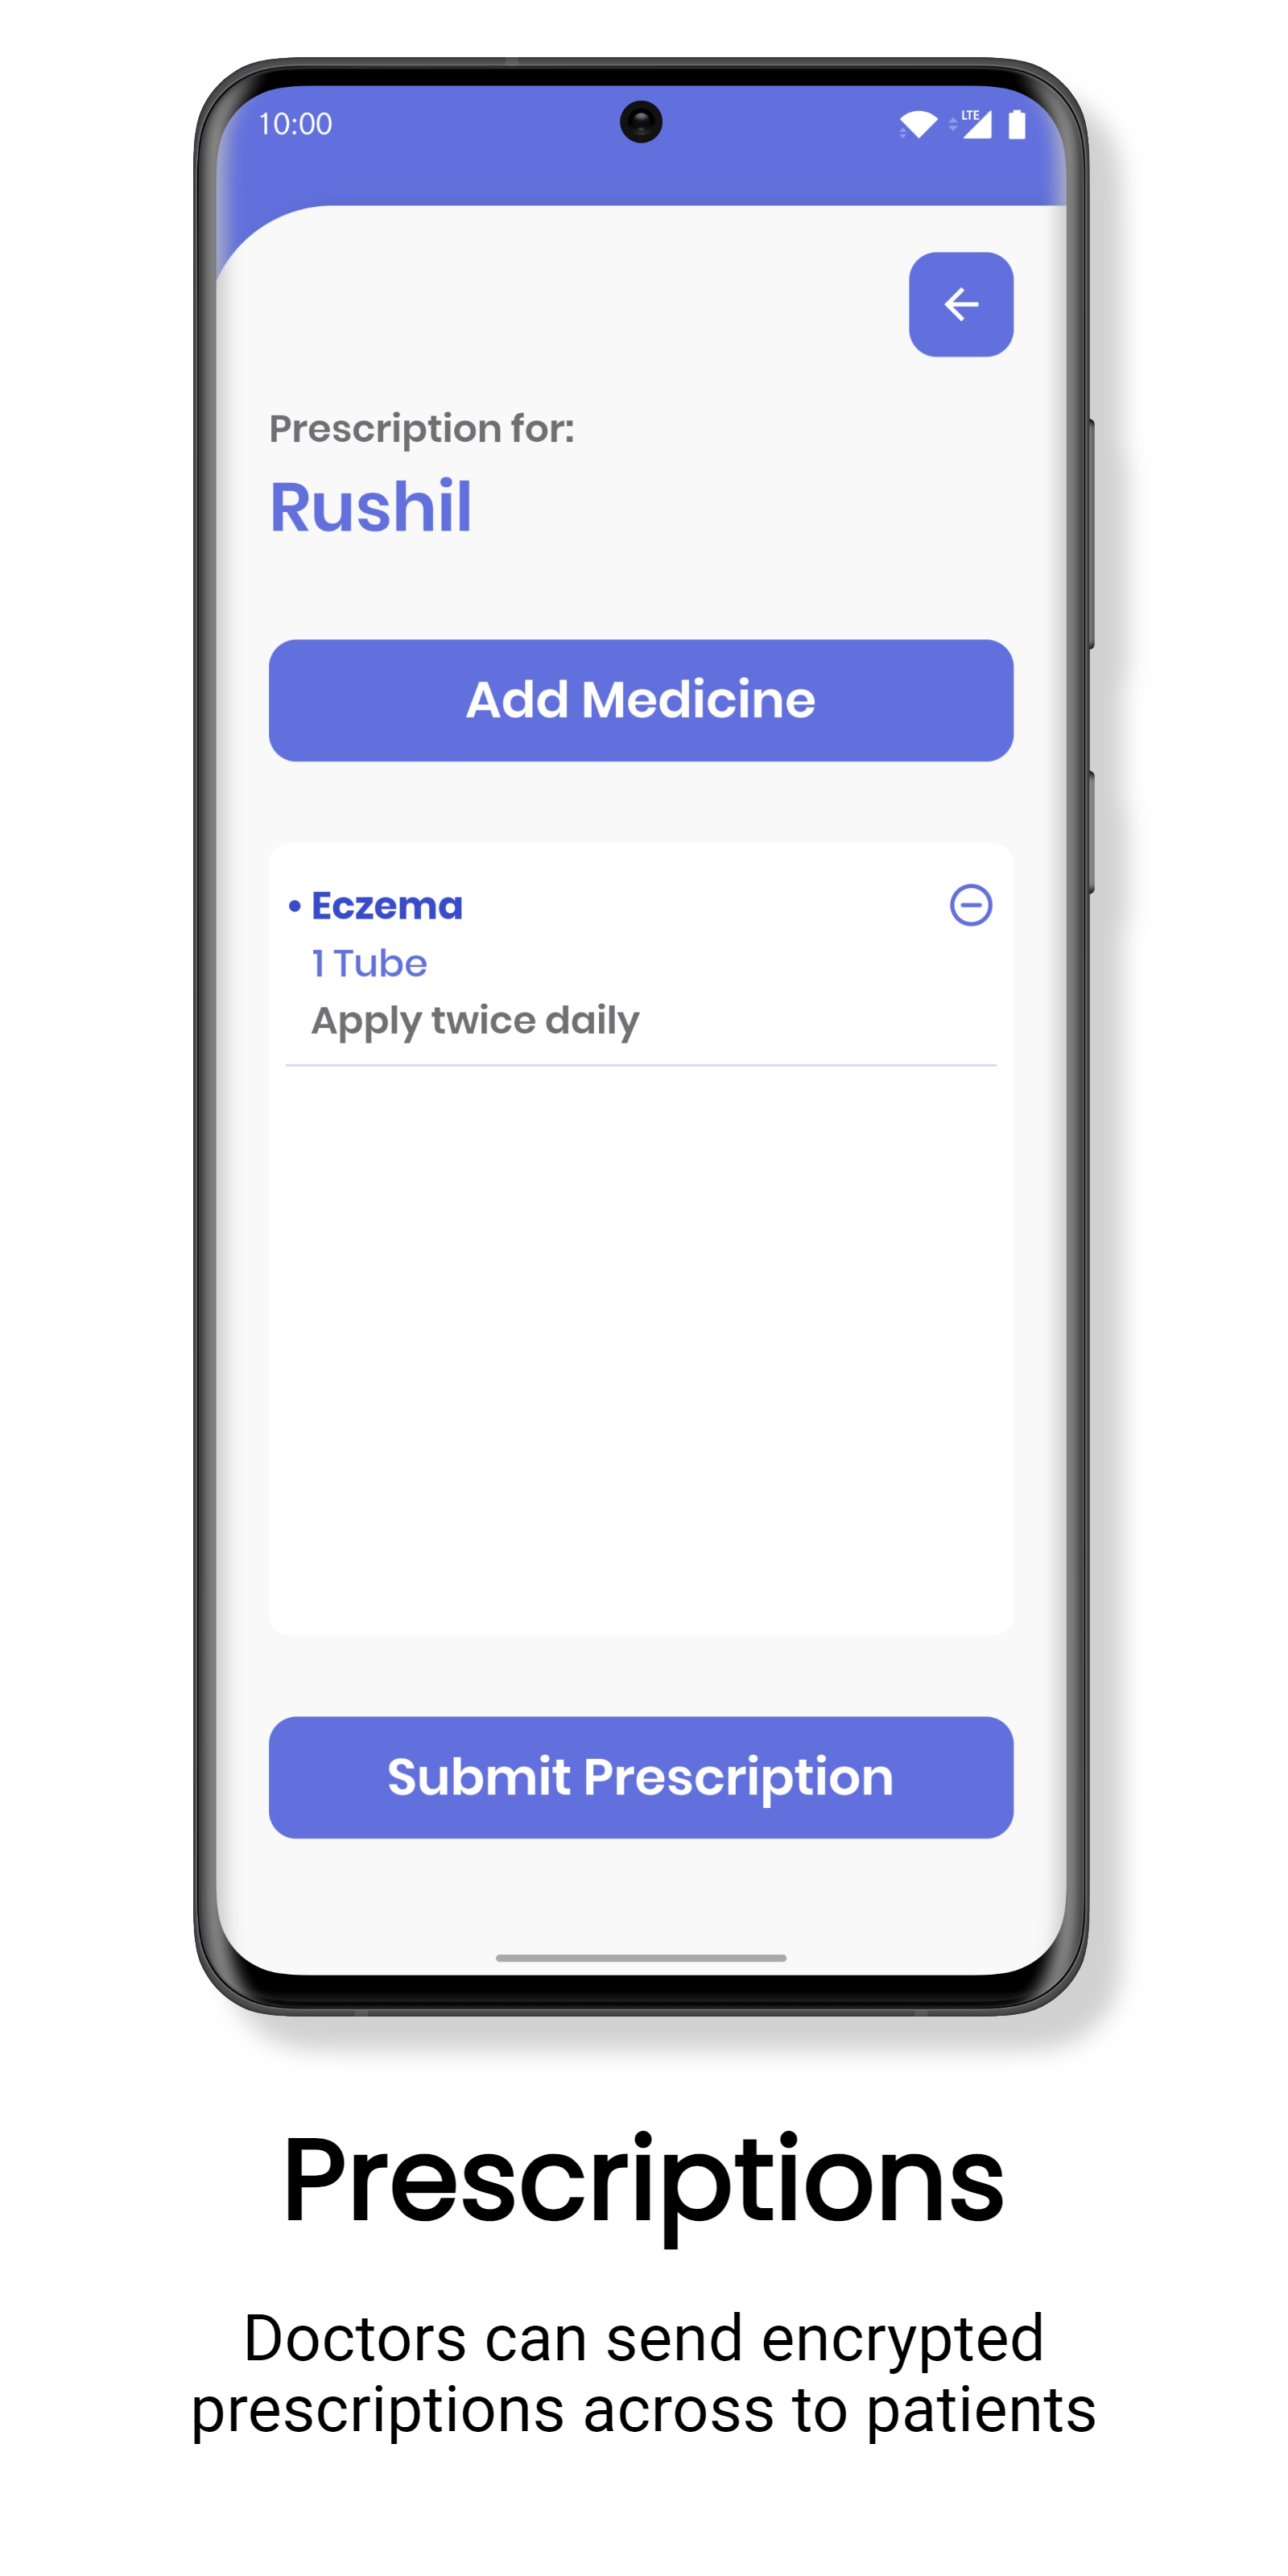 10:00
LTE
Prescription for:
Rushil
Add Medicine
• Eczema
1 Tube
Apply twice daily
Submit Prescription
Prescriptions
Doctors can send encrypted
prescriptions across to patients